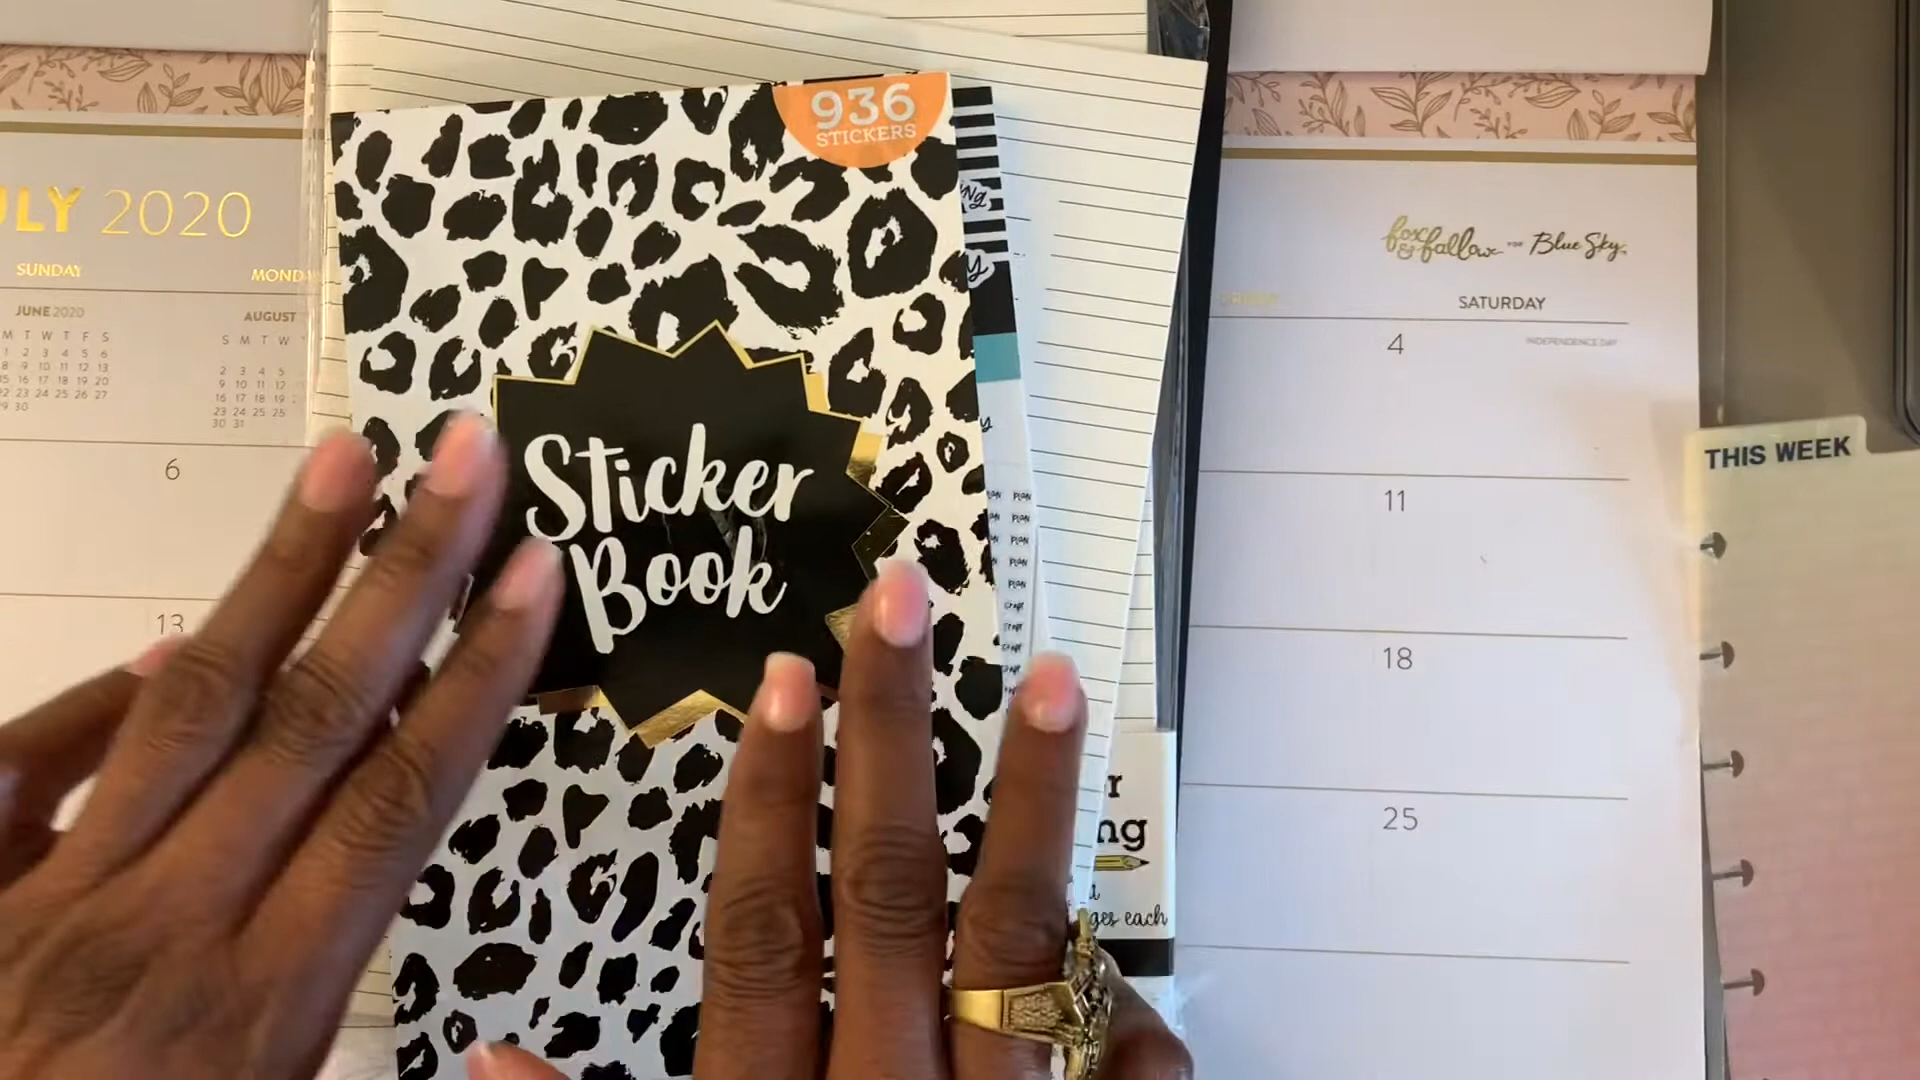 936
STICKERS
Sticker
Book
JULY 2020
SUNDAY
JUNE 2020
M T W T F S
1 2 3 4 5 6
8 9 10 11 12 13
15 16 17 18 19 20
22 23 24 25 26 27
29 30
AUGUST
S M T W
2 3 4 5
9 10 11 12
16 17 18 19
23 24 25
30 31
6
13
PLAN
PLAN
PLAN
PLAN
PLAN
ges each
fox & fallow FOR Blue Sky
SATURDAY
4
INDEPENDENCE DAY
11
18
25
THIS WEEK